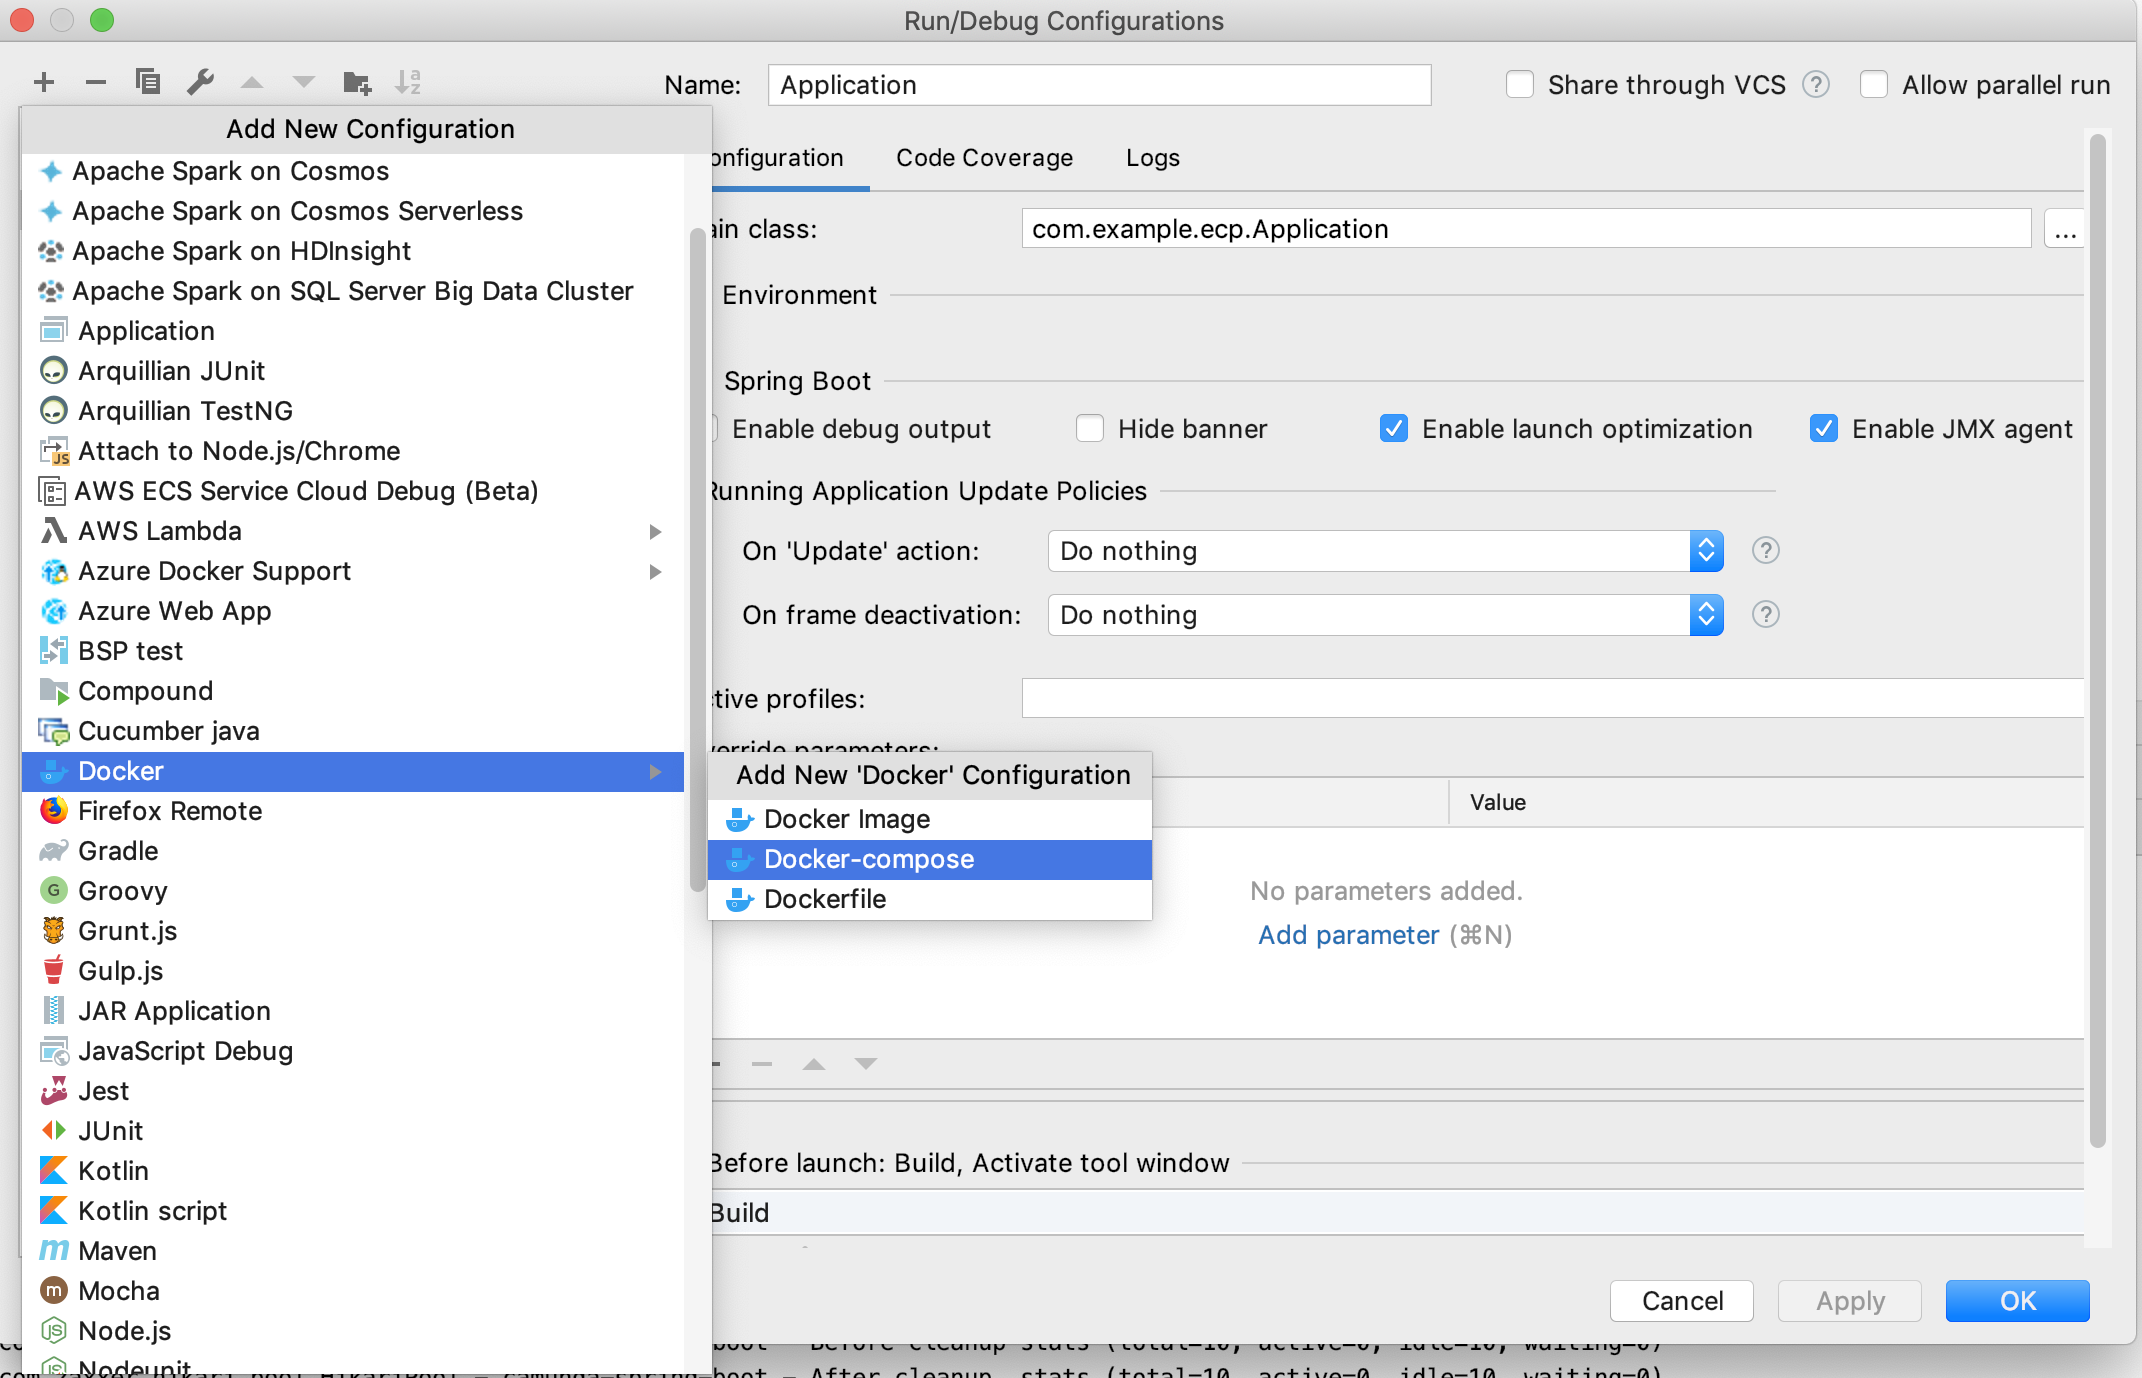 Run/Debug Configurations
Name:
Application
Share through VCS
?
Allow parallel run
Add New Configuration
Apache Spark on Cosmos
Apache Spark on Cosmos Serverless
Apache Spark on HDInsight
Apache Spark on SQL Server Big Data Cluster
Application
Arquillian JUnit
Arquillian TestNG
Attach to Node.js/Chrome
AWS ECS Service Cloud Debug (Beta)
AWS Lambda
Azure Docker Support
Azure Web App
BSP test
Compound
Cucumber java
Docker
Firefox Remote
Gradle
Groovy
Grunt.js
Gulp.js
JAR Application
JavaScript Debug
Jest
JUnit
Kotlin
Kotlin script
Maven
Mocha
Node.js
Nodeunit
onfiguration
Code Coverage
Logs
ain class:
com.example.ecp.Application
...
Environment
Spring Boot
Enable debug output
Hide banner
Enable launch optimization
Enable JMX agent
Running Application Update Policies
On 'Update' action:
Do nothing
?
On frame deactivation:
Do nothing
?
tive profiles:
verride parameters:
Add New 'Docker' Configuration
Docker Image
Docker-compose
Dockerfile
Value
No parameters added.
Add parameter (⌘N)
Before launch: Build, Activate tool window
Build
Cancel
Apply
OK
boot - Before cleanup stats (total=10, active=0, idle=10, waiting=0)
boot - After cleanup stats (total=10, active=0, idle=10, waiting=0)